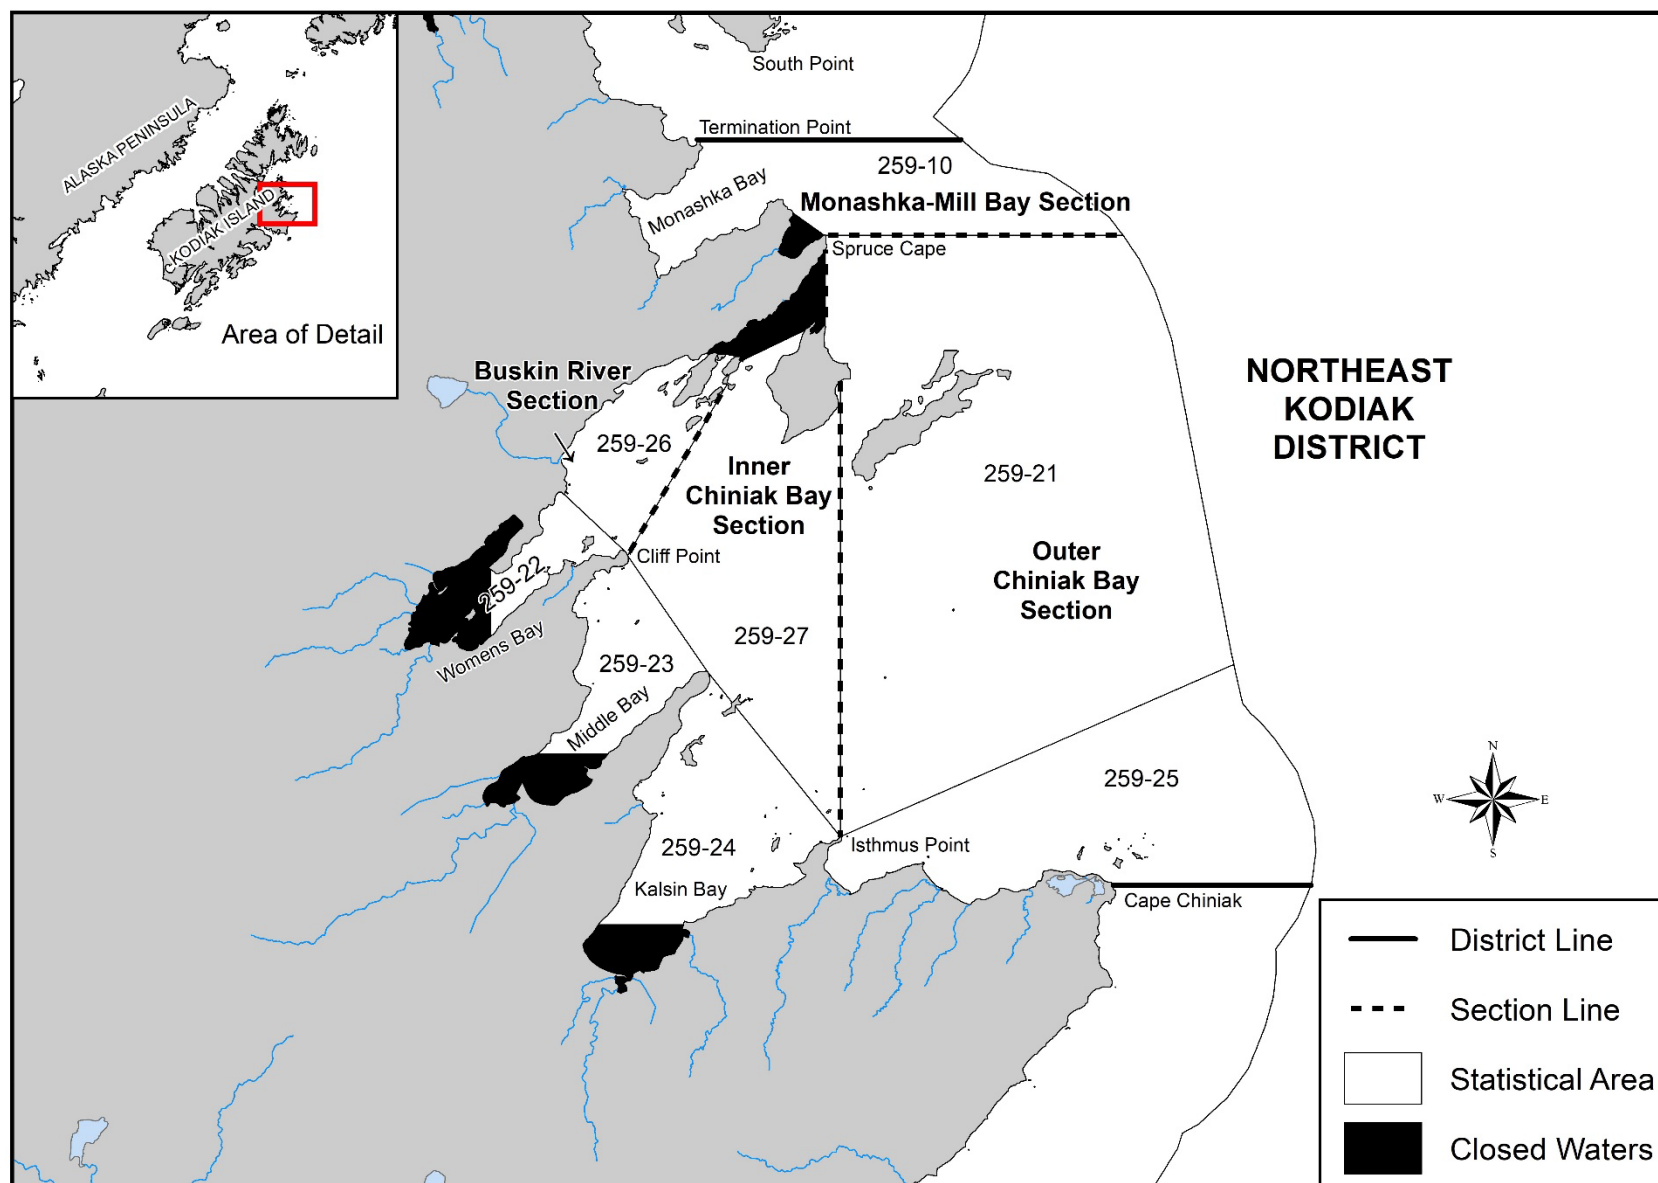 ALASKA PENINSULA
KODIAK ISLAND
Area of Detail
South Point
Termination Point
259-10
Monashka Bay
Monashka-Mill Bay Section
Spruce Cape
Buskin River
Section
259-26
Inner
Chiniak Bay
Section
259-21
NORTHEAST
KODIAK
DISTRICT
Cliff Point
Outer
Chiniak Bay
Section
259-22
Womens Bay
259-27
259-23
Middle Bay
259-25
259-24
Isthmus Point
Kalsin Bay
Cape Chiniak
N
W
E
S
District Line
Section Line
Statistical Area
Closed Waters